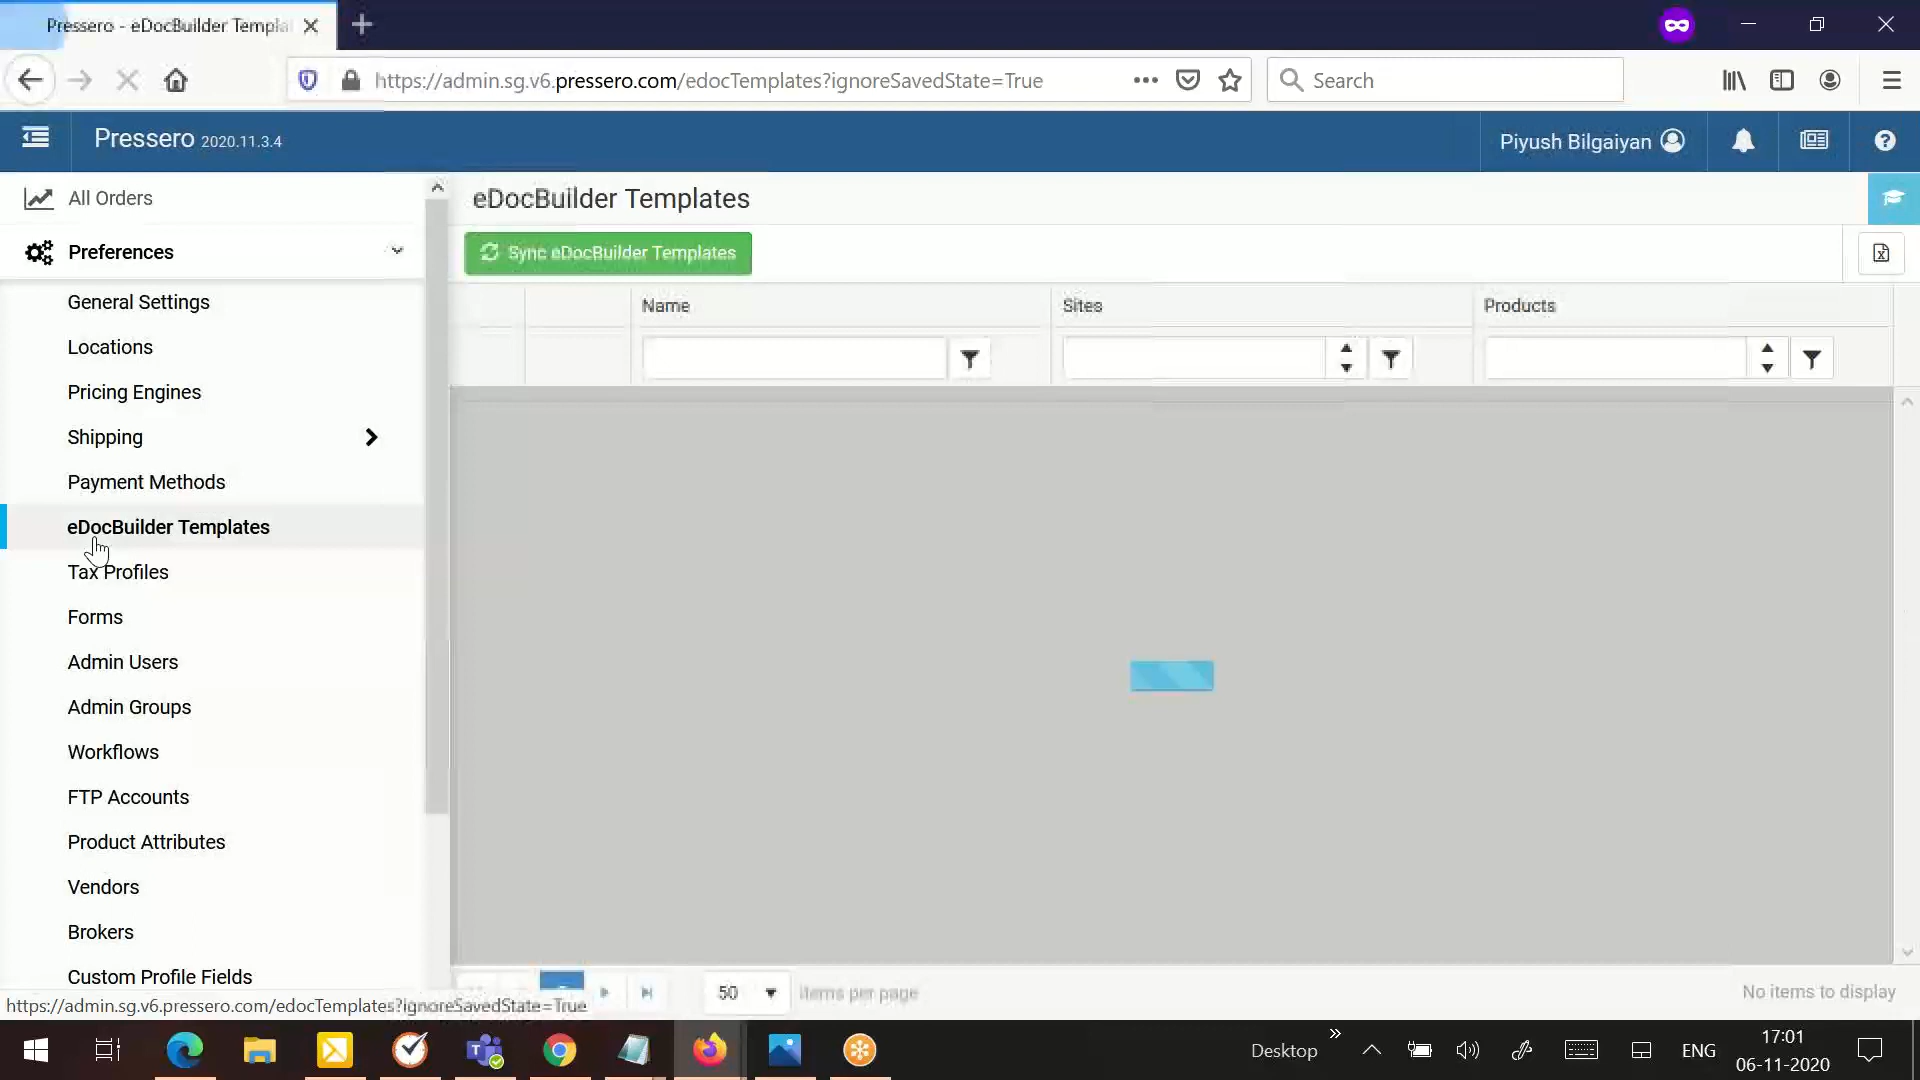 Pressero - eDocBuilder Templa
https://admin.sg.v6.pressero.com/edocTemplates?ignoreSavedState=True
Search
Pressero 2020.11.3.4
Piyush Bilgaiyan
All Orders
Preferences
General Settings
Locations
Pricing Engines
Shipping
Payment Methods
eDocBuilder Templates
Tax Profiles
Forms
Admin Users
Admin Groups
Workflows
FTP Accounts
Product Attributes
Vendors
Brokers
Custom Profile Fields
https://admin.sg.v6.pressero.com/edocTemplates?ignoreSavedState=True
eDocBuilder Templates
Sync eDocBuilder Templates
Name Sites Products
50 items per page
No items to display
Desktop
ENG
17:01
06-11-2020